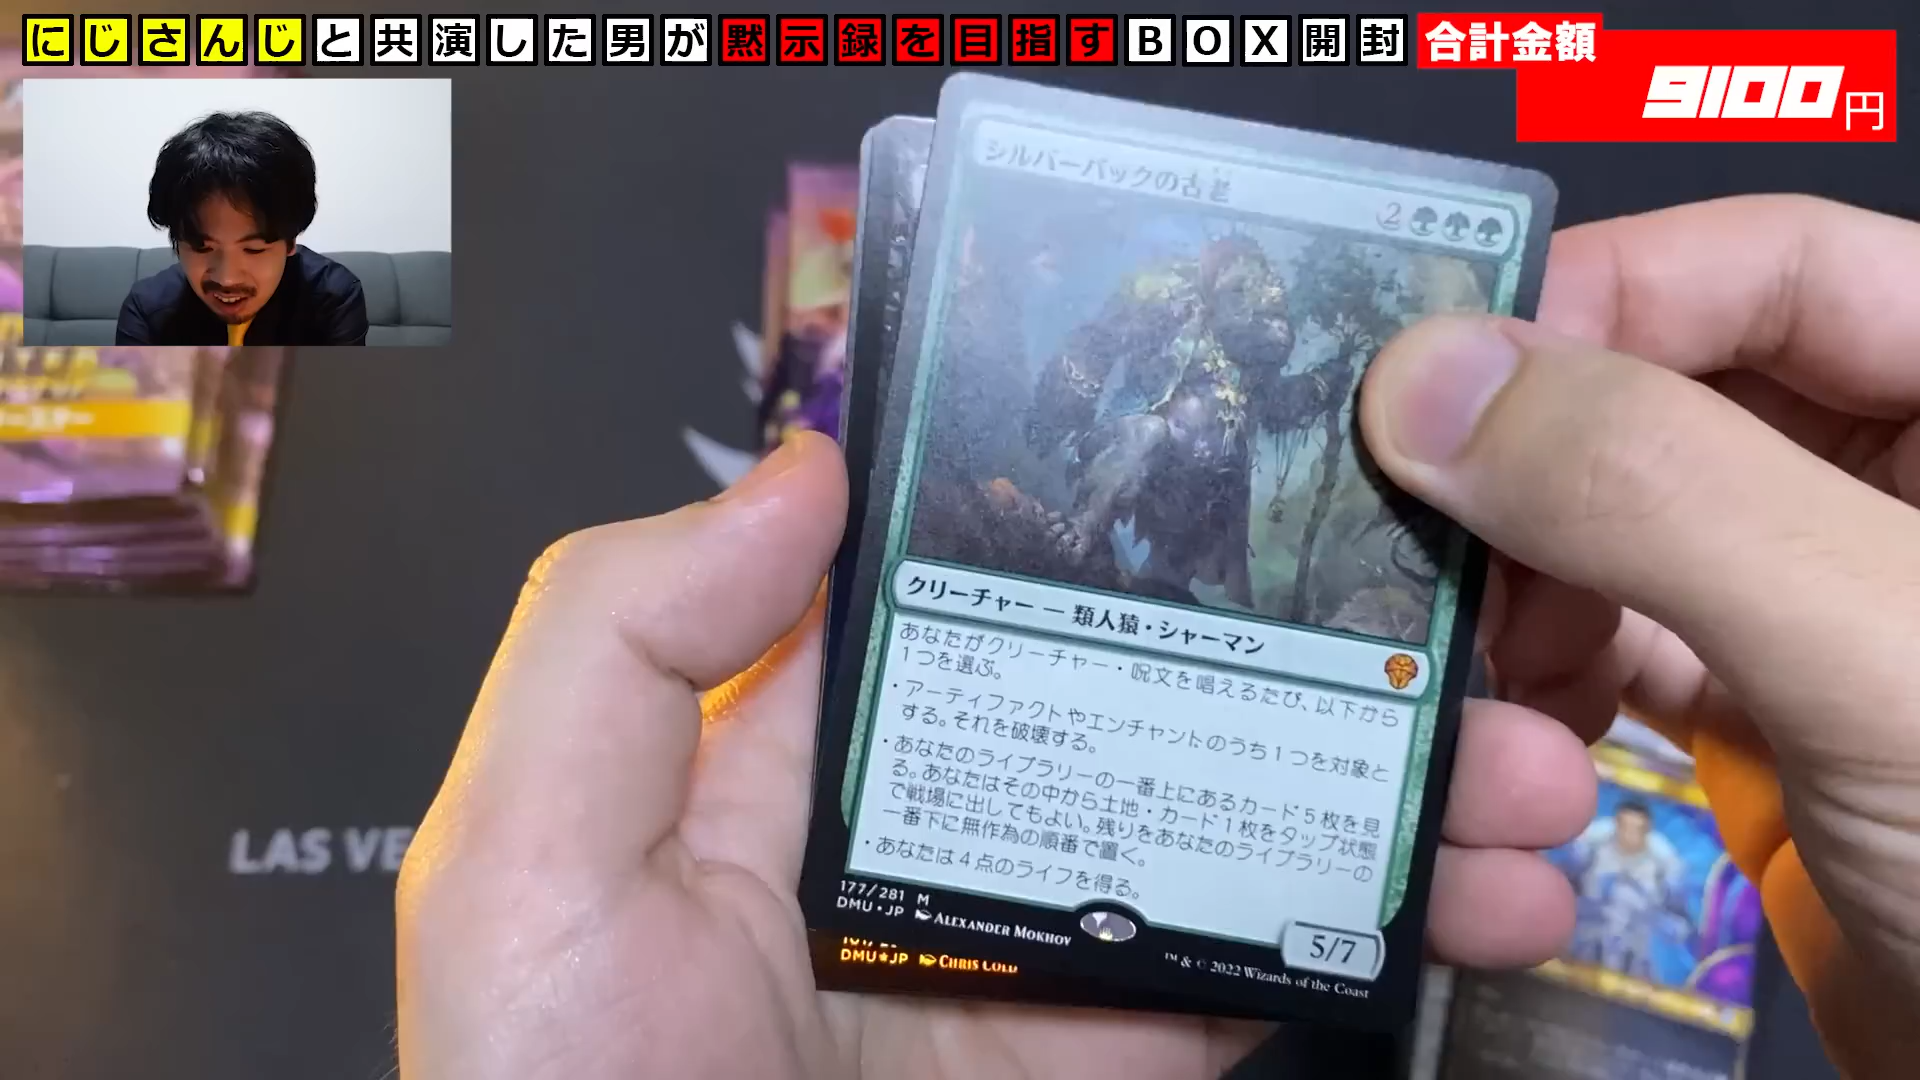 にじさんじと共演した男が黙示録を目指すBOX開封
合計金額
9100円
シルバーバックの古老
2
クリーチャー ― 類人猿・シャーマン
あなたがクリーチャー・呪文を唱えるたび、以下から
1つを選ぶ。
・アーティファクトやエンチャントのうち1つを対象と
する。それを破壊する。
・あなたのライブラリーの一番上にあるカード5枚を見
る。あなたはその中から土地・カード1枚をタップ状態
で戦場に出してもよい。残りをあなたのライブラリーの
一番下に無作為の順番で置く。
・あなたは4点のライフを得る。
177/281 M
DMU・JP ALEXANDER MOKHOV
5/7
™ & © 2022 Wizards of the Coast
DMU★JP CHRIS COLD
LAS VE